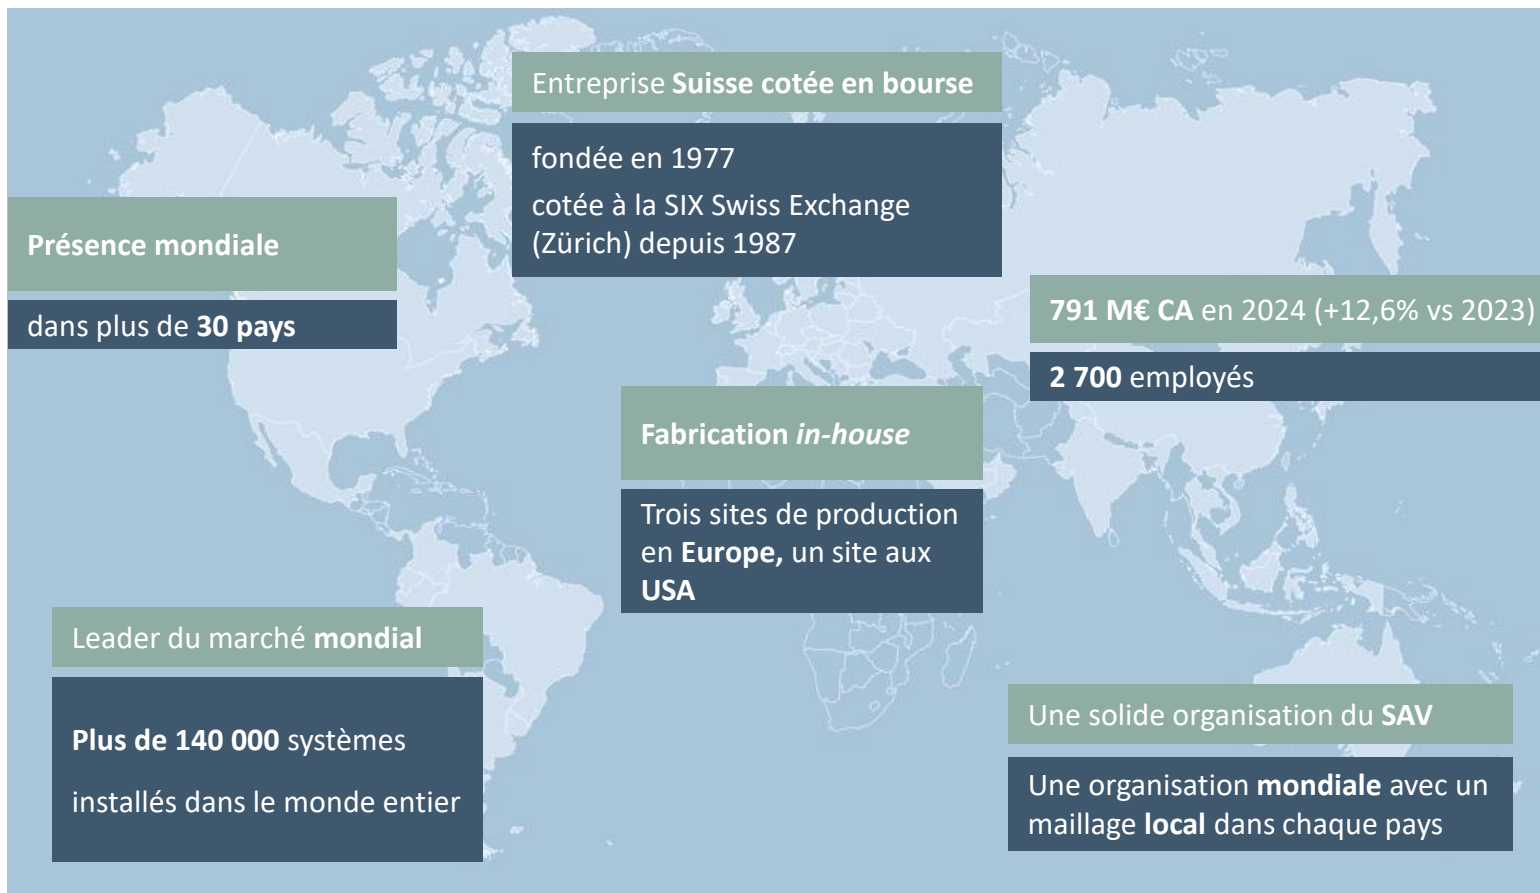 Entreprise Suisse cotée en bourse
fondée en 1977
cotée à la SIX Swiss Exchange
(Zürich) depuis 1987
Présence mondiale
dans plus de 30 pays
791 M€ CA en 2024 (+12,6% vs 2023)
2 700 employés
Fabrication in-house
Trois sites de production
en Europe, un site aux
USA
Leader du marché mondial
Plus de 140 000 systèmes
installés dans le monde entier
Une solide organisation du SAV
Une organisation mondiale avec un
maillage local dans chaque pays